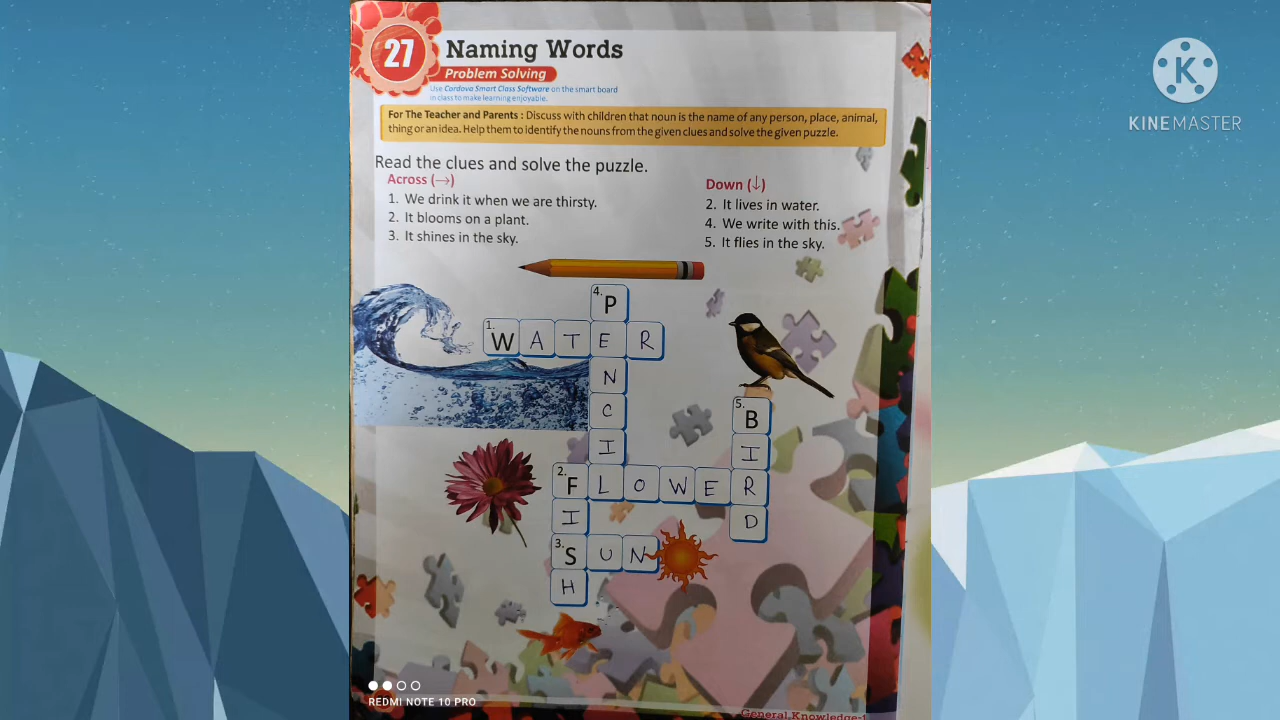 27
Naming Words
Problem Solving
Use Cordova Smart Class Software on the smart board
in class to make learning enjoyable.
For The Teacher and Parents : Discuss with children that noun is the name of any person, place, animal,
thing or an idea. Help them to identify the nouns from the given clues and solve the given puzzle.
Read the clues and solve the puzzle.
Across (→)
1. We drink it when we are thirsty.
2. It blooms on a plant.
3. It shines in the sky.
Down (↓)
2. It lives in water.
4. We write with this.
5. It flies in the sky.
4. P
1. W A T E R
N
C
5. B
I I
2. F L O W E R
I D
3. S U N
H
REDMI NOTE 10 PRO
General Knowledge-1
K
KINEMASTER